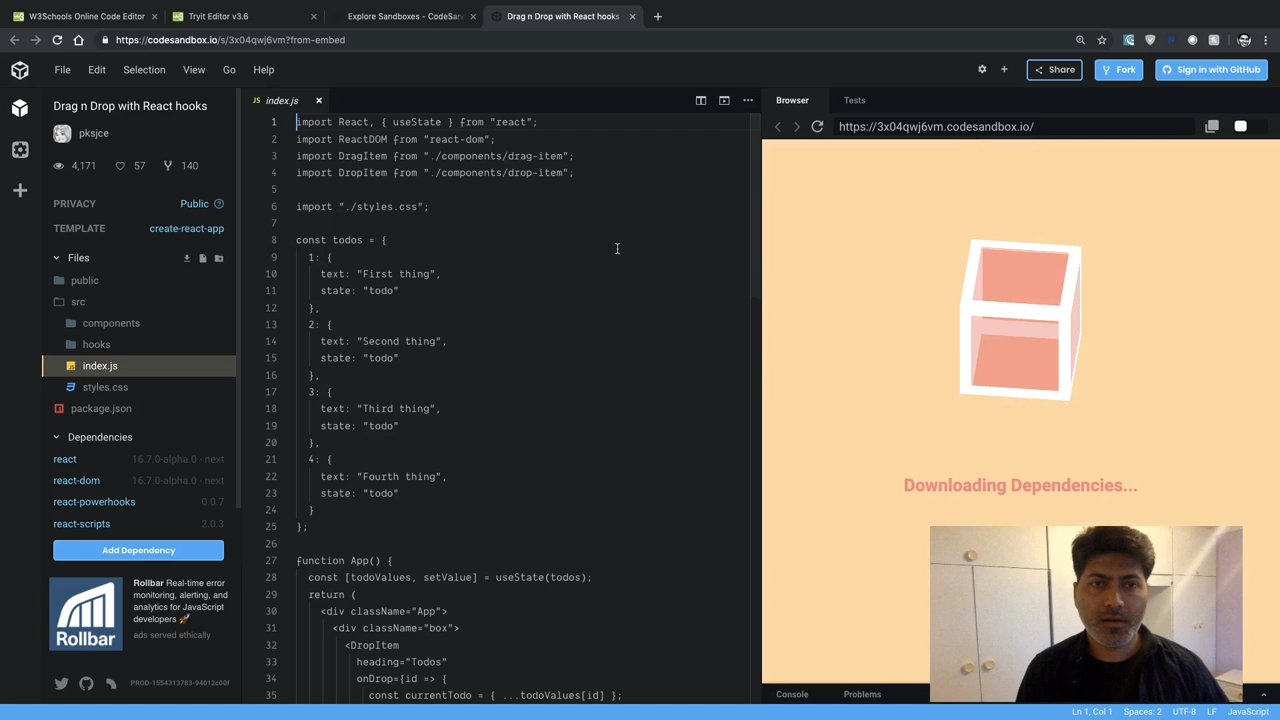 W3Schools Online Code Editor
Tryit Editor v3.6
Explore Sandboxes - CodeSan
Drag n Drop with React hooks
https://codesandbox.io/s/3x04qwj6vm?from-embed
File Edit Selection View Go Help
Share
Fork
Sign in with GitHub
Drag n Drop with React hooks
pksjce
4,171 57 140
PRIVACY Public
TEMPLATE create-react-app
Files
public
src
components
hooks
index.js
styles.css
package.json
Dependencies
react 16.7.0-alpha.0 - next
react-dom 16.7.0-alpha.0 - next
react-powerhooks 0.0.7
react-scripts 2.0.3
Add Dependency
Rollbar Real-time error
monitoring, alerting, and
analytics for JavaScript
developers 🚀
ads served ethically
Rollbar
PROD-1554313783-94012c00f
JS index.js
1 import React, { useState } from "react";
2 import ReactDOM from "react-dom";
3 import DragItem from "./components/drag-item";
4 import DropItem from "./components/drop-item";
5
6 import "./styles.css";
7
8 const todos = {
9 1: {
10 text: "First thing",
11 state: "todo"
12 },
13 2: {
14 text: "Second thing",
15 state: "todo"
16 },
17 3: {
18 text: "Third thing",
19 state: "todo"
20 },
21 4: {
22 text: "Fourth thing",
23 state: "todo"
24 }
25 };
26
27 function App() {
28 const [todoValues, setValue] = useState(todos);
29 return (
30 <div className="App">
31 <div className="box">
32 <DropItem
33 heading="Todos"
34 onDrop={id => {
35 const currentTodo = { ...todoValues[id] };
Browser Tests
https://3x04qwj6vm.codesandbox.io/
Downloading Dependencies...
Console Problems
Ln 1, Col 1 Spaces: 2 UTF-8 LF JavaScript